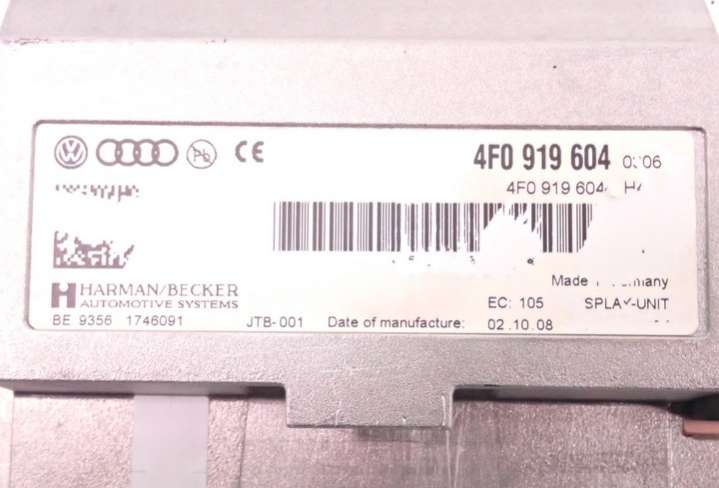 CE
4F0 919 604
4F0 919 604
Made
HARMAN/BECKER
AUTOMOTIVE SYSTEMS
EC: 105
BE 9356 1746091 JTB-001 Date of manufacture: 02.10.08